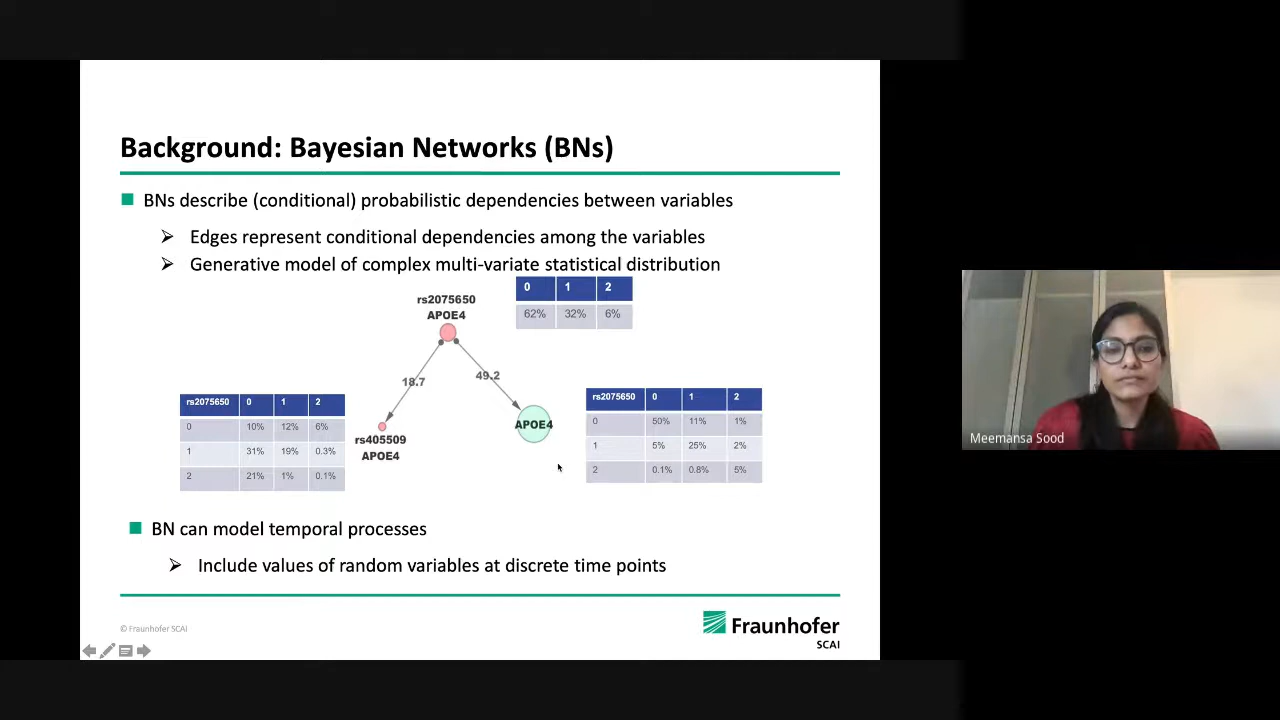 Background: Bayesian Networks (BNs)
BNs describe (conditional) probabilistic dependencies between variables
Edges represent conditional dependencies among the variables
Generative model of complex multi-variate statistical distribution
rs2075650
APOE4
0 1 2
62% 32% 6%
18.7
49.2
rs2075650 0 1 2
0 10% 12% 6%
1 31% 19% 0.3%
2 21% 1% 0.1%
rs405509
APOE4
APOE4
rs2075650 0 1 2
0 50% 11% 1%
1 5% 25% 2%
2 0.1% 0.8% 5%
BN can model temporal processes
Include values of random variables at discrete time points
© Fraunhofer SCAI
Fraunhofer
SCAI
Meemansa Sood